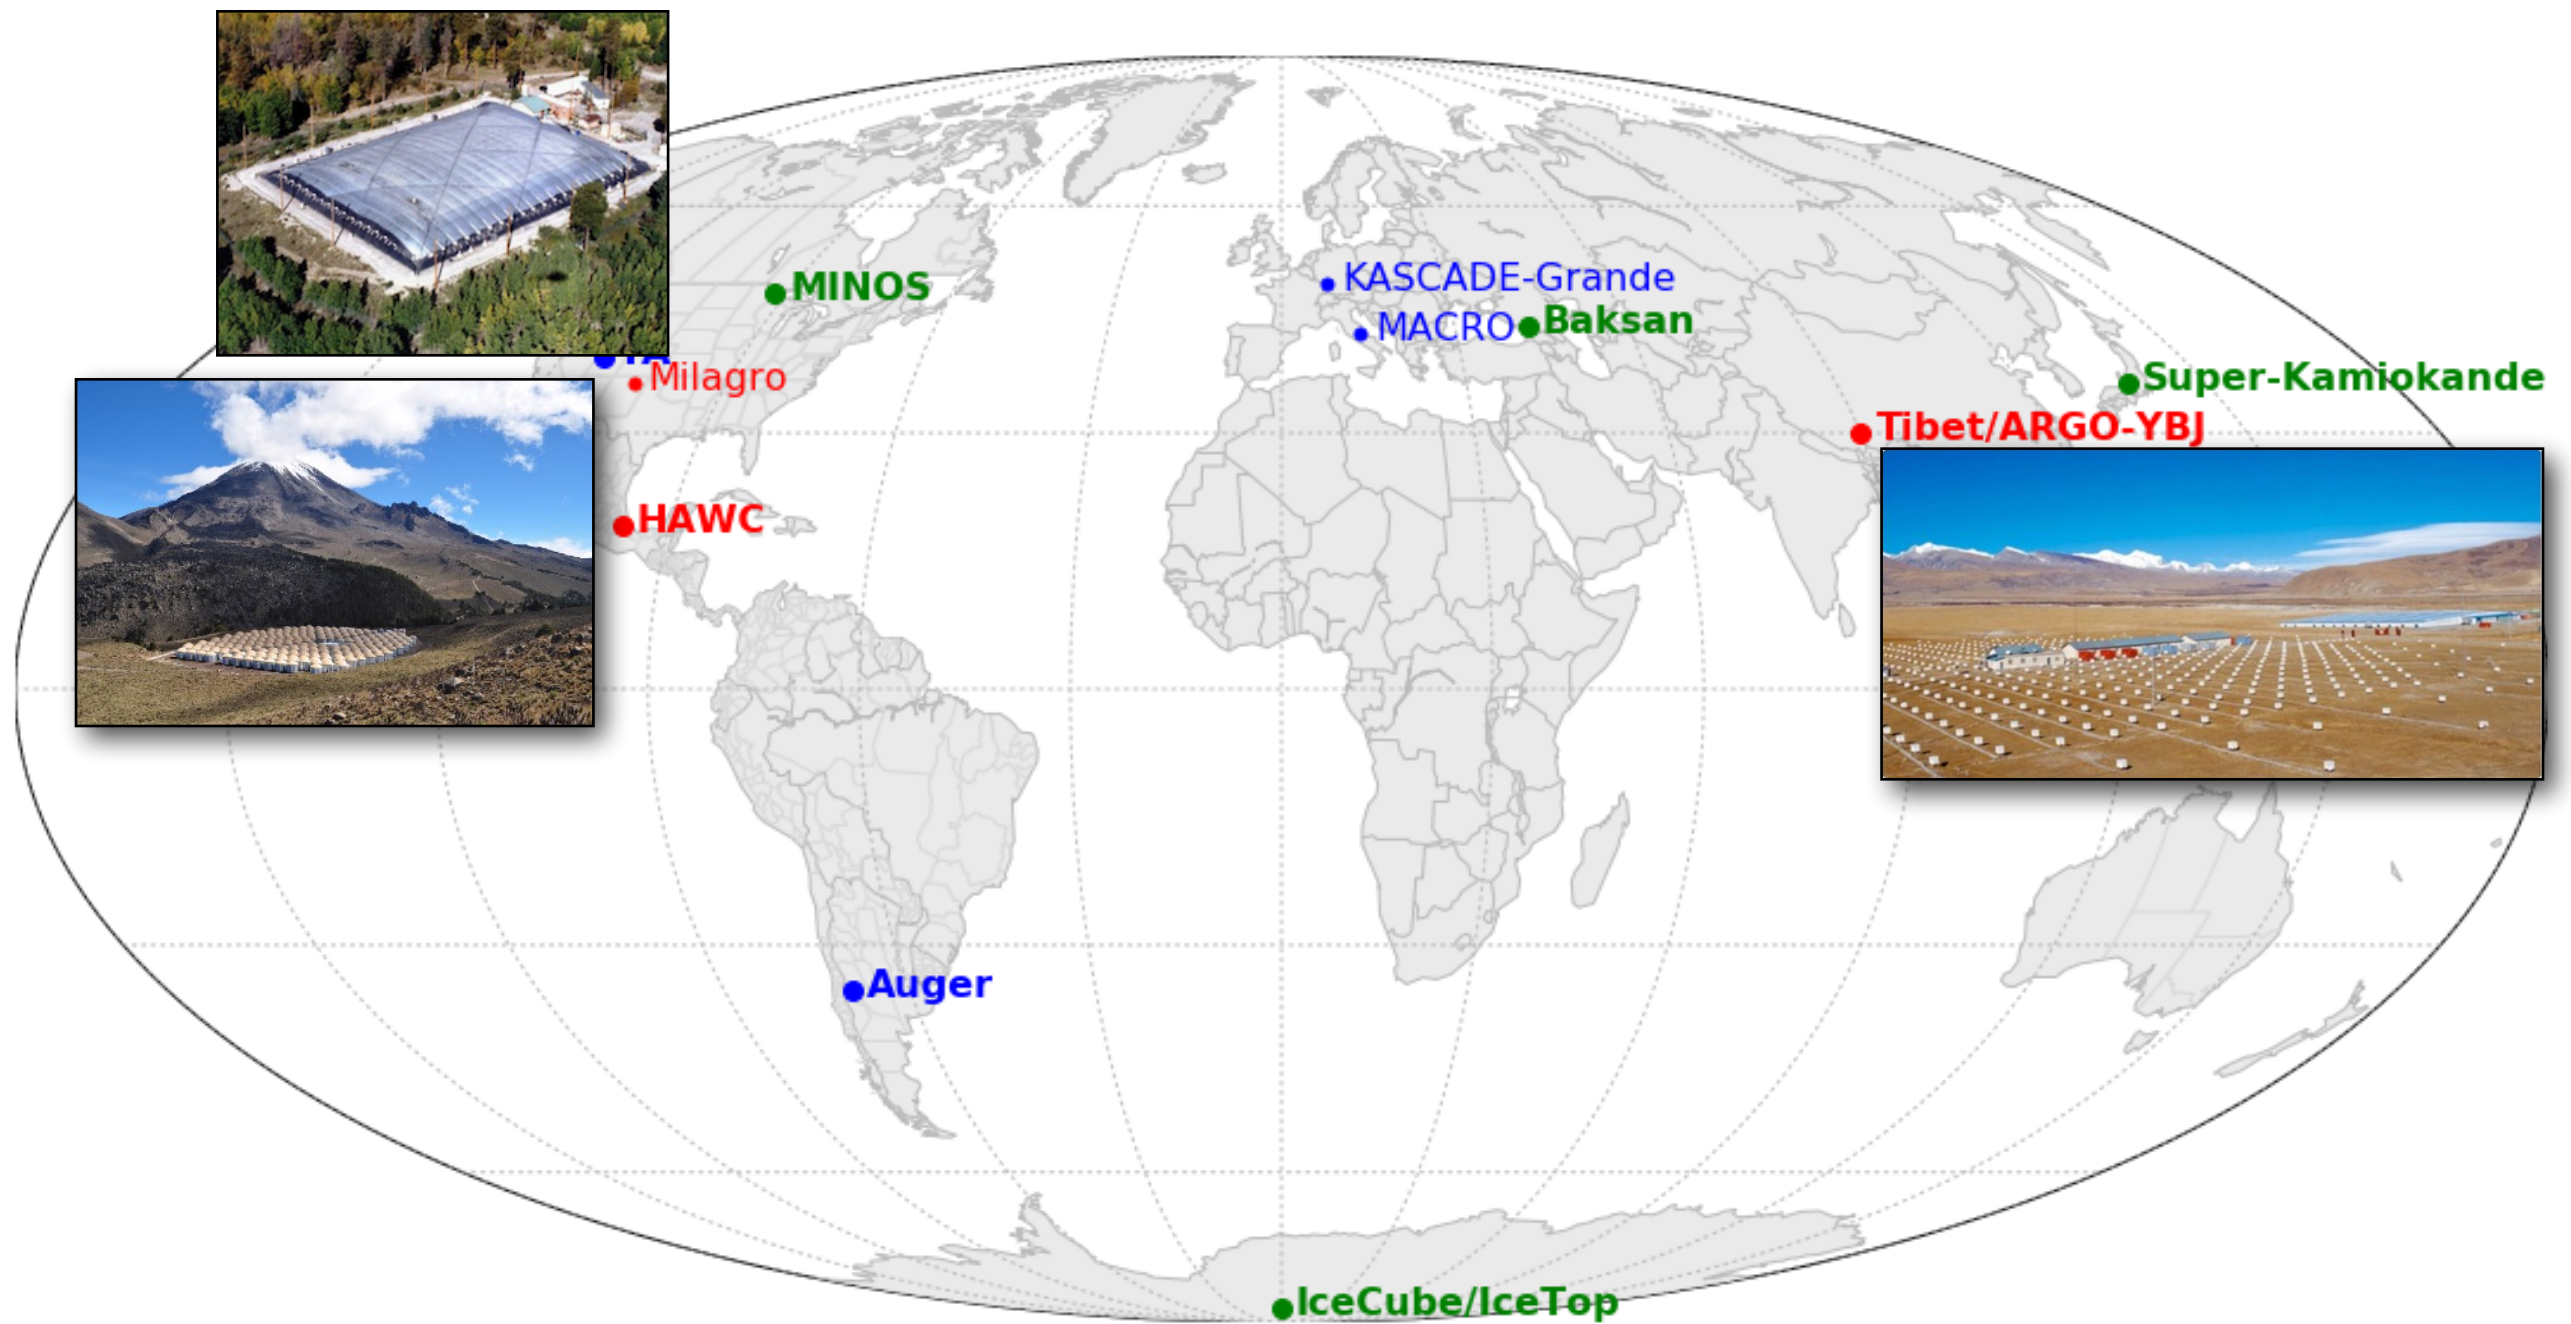 MINOS
KASCADE-Grande
MACRO
Baksan
Milagro
Super-Kamiokande
Tibet/ARGO-YBJ
HAWC
Auger
IceCube/IceTop